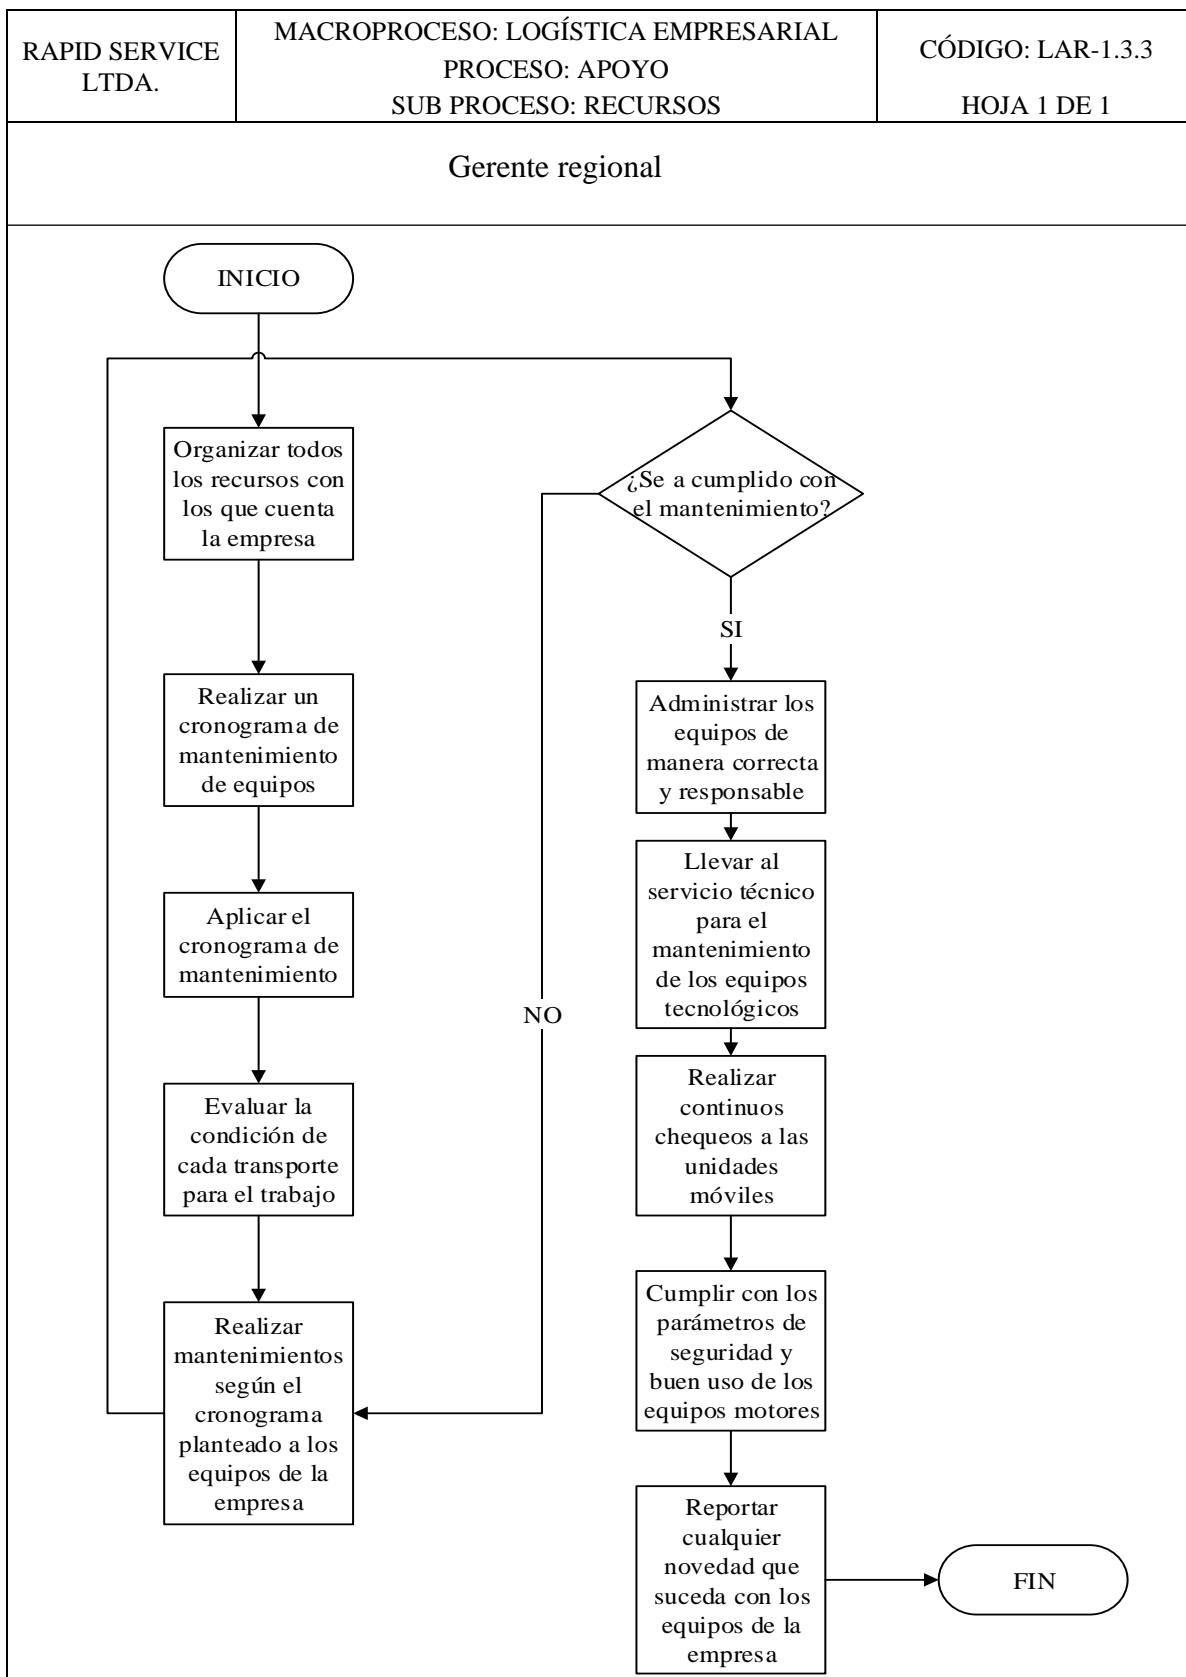 RAPID SERVICE
LTDA.
MACROPROCESO: LOGÍSTICA EMPRESARIAL
PROCESO: APOYO
SUB PROCESO: RECURSOS
CÓDIGO: LAR-1.3.3
HOJA 1 DE 1
Gerente regional
INICIO
Organizar todos
los recursos con
los que cuenta
la empresa
Realizar un
cronograma de
mantenimiento
de equipos
Aplicar el
cronograma de
mantenimiento
Evaluar la
condición de
cada transporte
para el trabajo
Realizar
mantenimientos
según el
cronograma
planteado a los
equipos de la
empresa
¿Se a cumplido con
el mantenimiento?
NO
SI
Administrar los
equipos de
manera correcta
y responsable
Llevar al
servicio técnico
para el
mantenimiento
de los equipos
tecnológicos
Realizar
continuos
chequeos a las
unidades
móviles
Cumplir con los
parámetros de
seguridad y
buen uso de los
equipos motores
Reportar
cualquier
novedad que
suceda con los
equipos de la
empresa
FIN